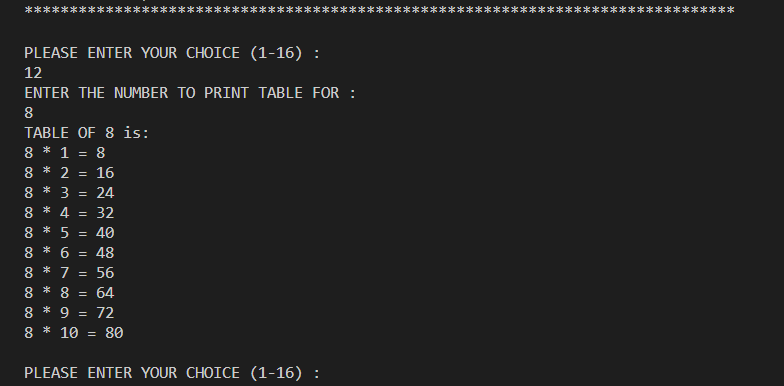 *******************************************************************************
PLEASE ENTER YOUR CHOICE (1-16) :
12
ENTER THE NUMBER TO PRINT TABLE FOR :
8
TABLE OF 8 is:
8 * 1 = 8
8 * 2 = 16
8 * 3 = 24
8 * 4 = 32
8 * 5 = 40
8 * 6 = 48
8 * 7 = 56
8 * 8 = 64
8 * 9 = 72
8 * 10 = 80
PLEASE ENTER YOUR CHOICE (1-16) :